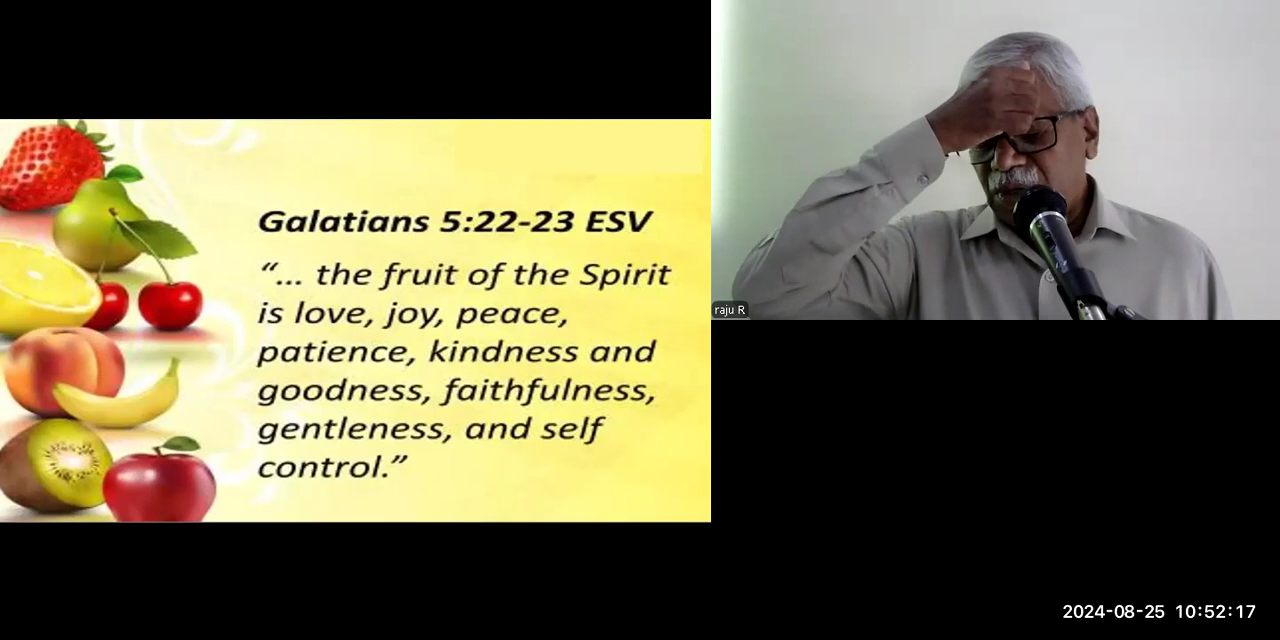 Galatians 5:22-23 ESV
“... the fruit of the Spirit
is love, joy, peace,
patience, kindness and
goodness, faithfulness,
gentleness, and self
control.”
raju R
2024-08-25 10:52:17